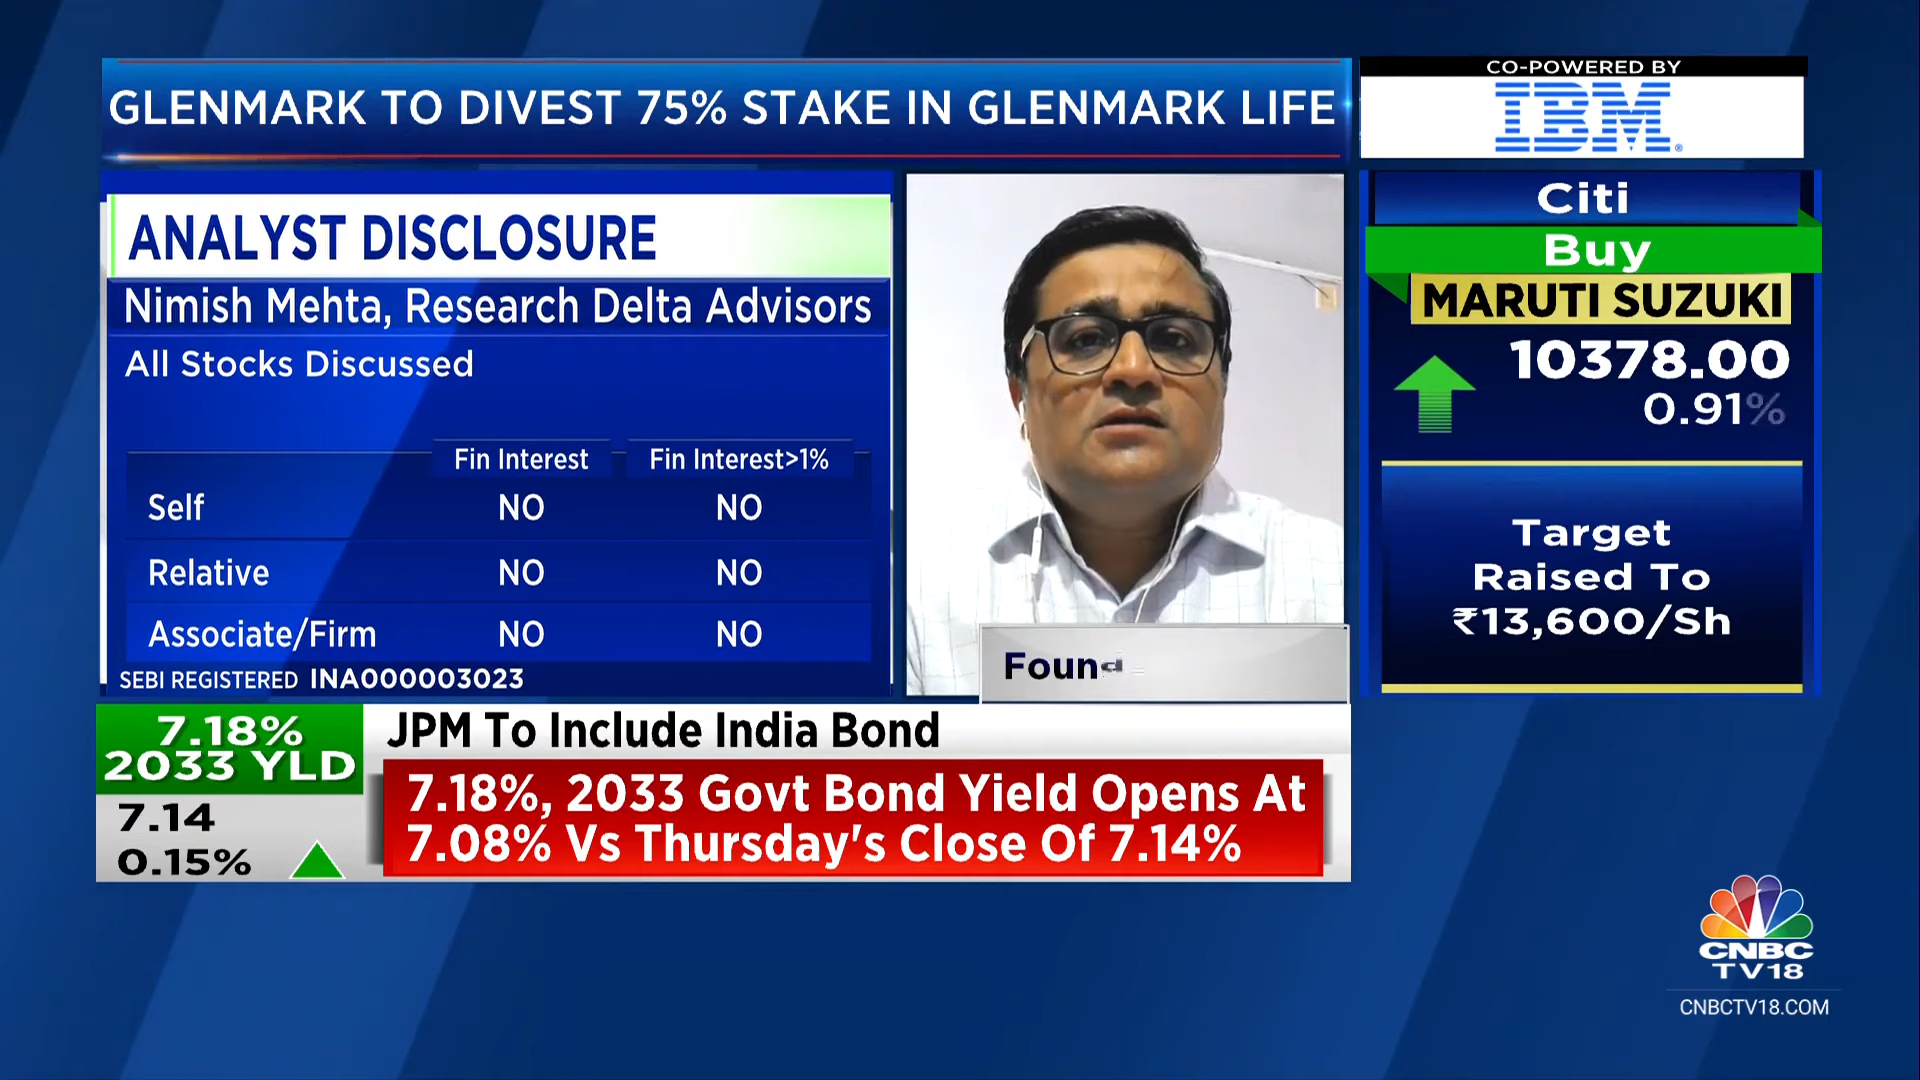 GLENMARK TO DIVEST 75% STAKE IN GLENMARK LIFE
CO-POWERED BY
IBM®
ANALYST DISCLOSURE
Nimish Mehta, Research Delta Advisors
All Stocks Discussed
Fin Interest Fin Interest>1%
Self NO NO
Relative NO NO
Associate/Firm NO NO
SEBI REGISTERED INA000003023
Foun
Citi
Buy
MARUTI SUZUKI
10378.00
0.91%
Target
Raised To
₹13,600/Sh
7.18%
2033 YLD
7.14
0.15%
JPM To Include India Bond
7.18%, 2033 Govt Bond Yield Opens At
7.08% Vs Thursday's Close Of 7.14%
CNBC
TV18
CNBCTV18.COM